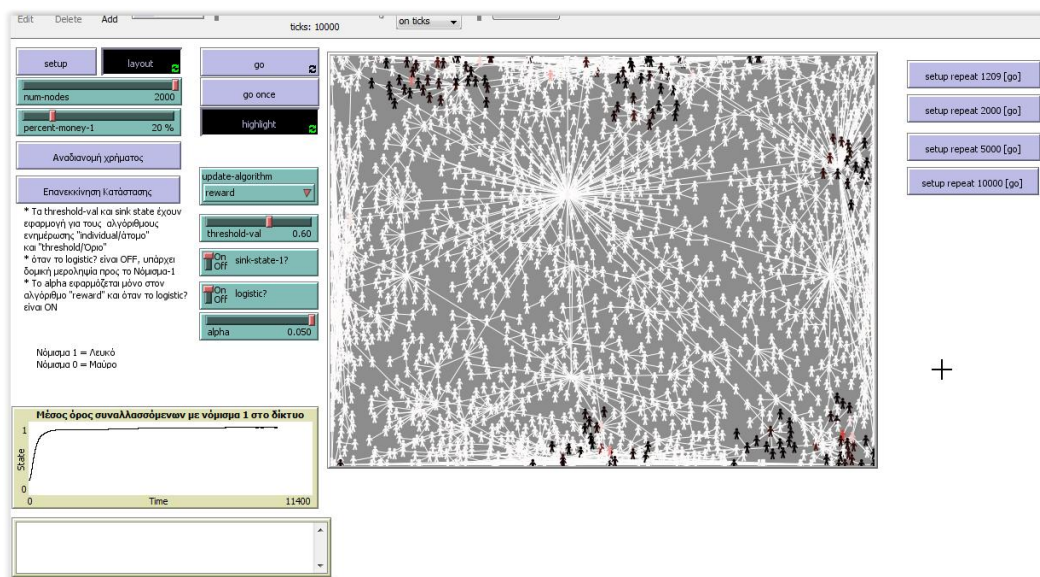 Edit Delete Add
ticks: 10000
on ticks
setup
layout
go
num-nodes 2000
go once
percent-money-1 20 %
highlight
Αναδιανομή χρήματος
Επανεκκίνηση Κατάστασης
update-algorithm
reward
* Τα threshold-val και sink state έχουν
εφαρμογή για τους αλγόριθμους
ενημέρωσης "individual/άτομο"
και "threshold/Όριο"
* όταν το logistic? είναι OFF, υπάρχει
δομική μεροληψία προς το Νόμισμα-1
* Το alpha εφαρμόζεται μόνο στον
αλγόριθμο "reward" και όταν το logistic?
είναι ON
threshold-val 0.60
On
Off
sink-state-1?
On
Off
logistic?
alpha 0.050
Νόμισμα 1 = Λευκό
Νόμισμα 0 = Μαύρο
Μέσος όρος συναλλασσόμενων με νόμισμα 1 στο δίκτυο
1
State
0
0
Time
11400
setup repeat 1209 [go]
setup repeat 2000 [go]
setup repeat 5000 [go]
setup repeat 10000 [go]